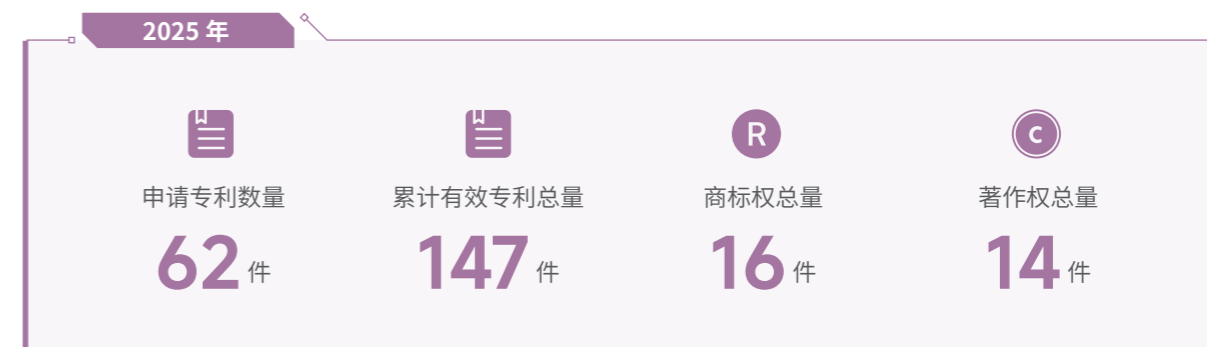 2025 年
申请专利数量
累计有效专利总量
R
商标权总量
C
著作权总量
62 件
147 件
16 件
14 件